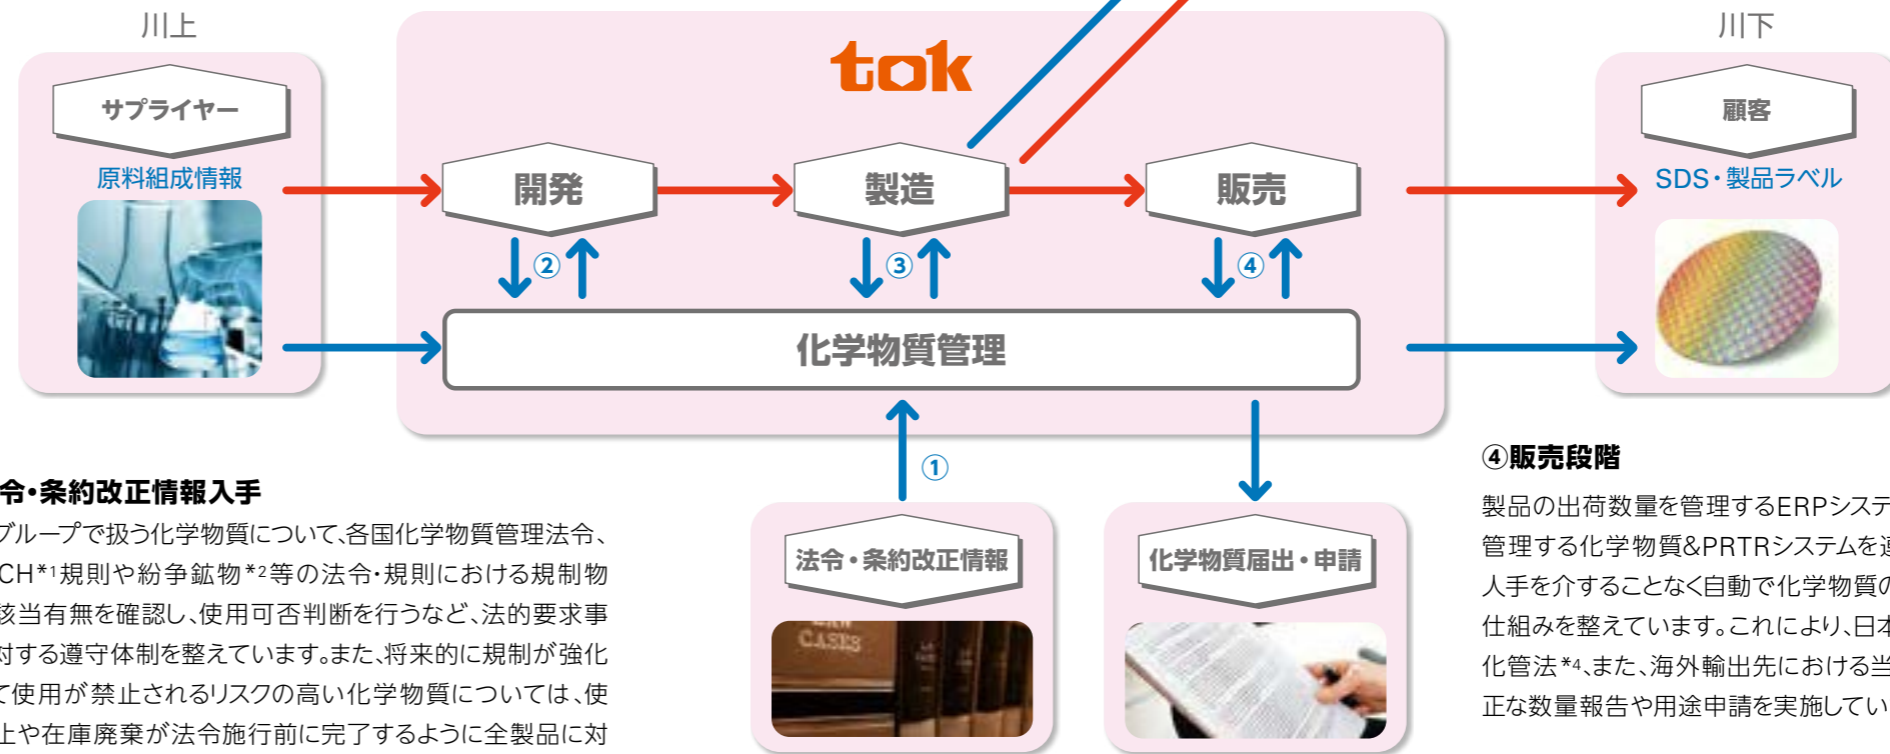 川上
サプライヤー
原料組成情報
tok
開発
製造
販売
②
③
④
化学物質管理
①
川下
顧客
SDS・製品ラベル
令・条約改正情報入手
グループで扱う化学物質について、各国化学物質管理法令、
CH*1規則や紛争鉱物*2等の法令・規則における規制物
該当有無を確認し、使用可否判断を行うなど、法的要求事
対する遵守体制を整えています。また、将来的に規制が強化
て使用が禁止されるリスクの高い化学物質については、使
止や在庫廃棄が法令施行前に完了するように全製品に対
法令・条約改正情報
CASES
化学物質届出・申請
④販売段階
製品の出荷数量を管理するERPシステ
管理する化学物質&PRTRシステムを連
人手を介することなく自動で化学物質の
仕組みを整えています。これにより、日本
化管法*4、また、海外輸出先における当
正な数量報告や用途申請を実施してい